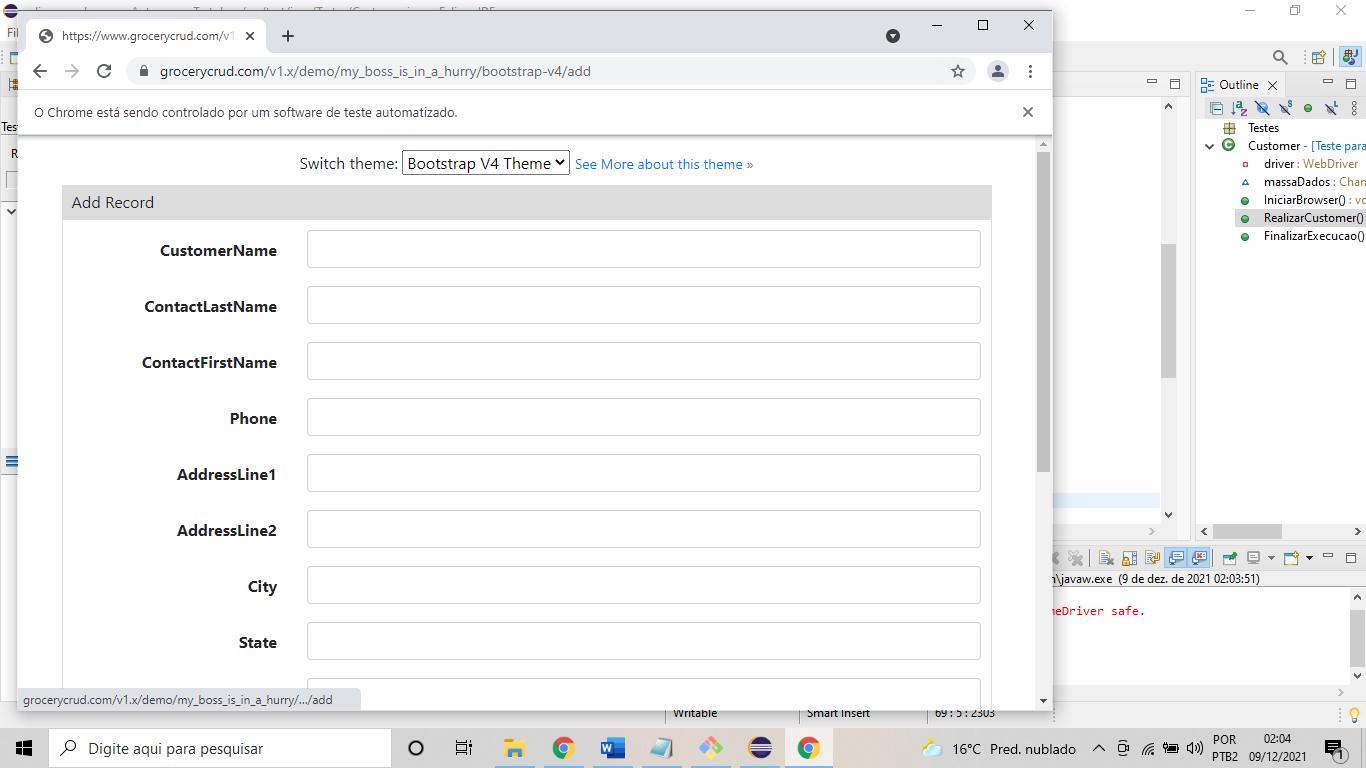 https://www.grocerycrud.com/v1
grocerycrud.com/v1.x/demo/my_boss_is_in_a_hurry/bootstrap-v4/add
O Chrome está sendo controlado por um software de teste automatizado.
Switch theme: Bootstrap V4 Theme See More about this theme »
Add Record
CustomerName
ContactLastName
ContactFirstName
Phone
AddressLine1
AddressLine2
City
State
grocerycrud.com/v1.x/demo/my_boss_is_in_a_hurry/.../add
Outline
Testes
Customer - [Teste para
driver : WebDriver
massaDados : Chan
IniciarBrowser() : vo
RealizarCustomer()
FinalizarExecucao()
\javaw.exe (9 de dez. de 2021 02:03:51)
meDriver safe.
Writable
Smart Insert
69 : 5 : 2303
Digite aqui para pesquisar
16°C Pred. nublado
POR
PTB2
02:04
09/12/2021
1